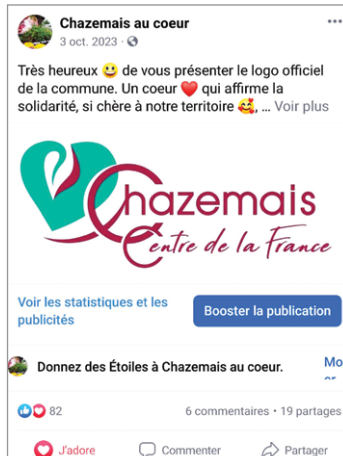 Chazemais au coeur
3 oct. 2023 ·
Très heureux 😃 de vous présenter le logo officiel
de la commune. Un coeur ❤️ qui affirme la
solidarité, si chère à notre territoire 🥰, ... Voir plus
Chazemais
Centre de la France
Voir les statistiques et les
publicités
Booster la publication
Donnez des Étoiles à Chazemais au coeur.
Mo
82
6 commentaires • 19 partages
J'adore
Commenter
Partager